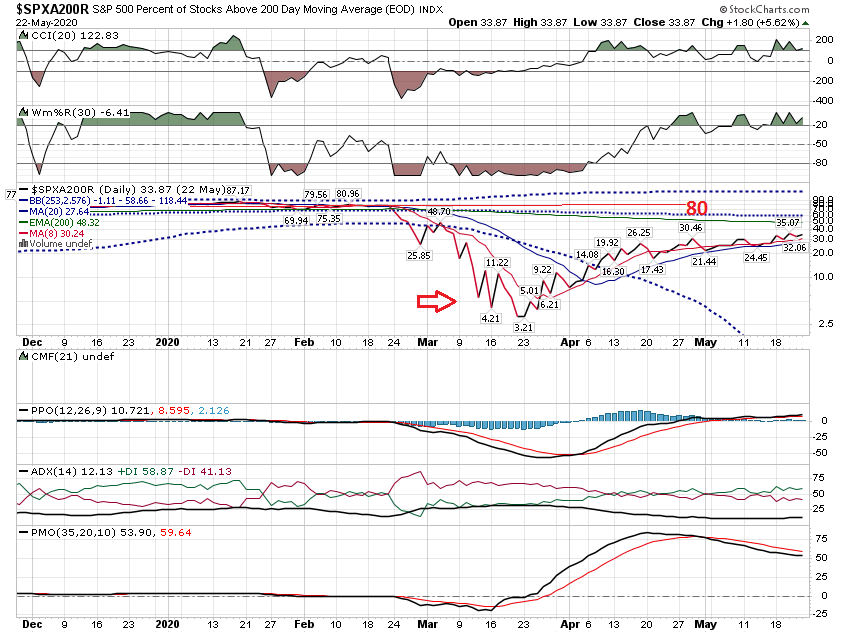 $SPXA200R S&P 500 Percent of Stocks Above 200 Day Moving Average (EOD) INDX
© StockCharts.com
22-May-2020
Open 33.87 High 33.87 Low 33.87 Close 33.87 Chg +1.80 (+5.62%)
CCI(20) 122.83
200
0
-200
-400
Wm%R(30) -6.41
-20
-50
-80
$SPXA200R (Daily) 33.87 (22 May)
BB(253,2.576) -1.11 - 58.66 - 118.44
MA(20) 27.64
EMA(200) 48.32
MA(8) 30.24
Volume undef
77
87.17
79.56
80.96
69.94
75.35
48.70
25.85
11.22
4.21
3.21
5.01
6.21
9.22
14.08
19.92
16.30
26.25
17.43
30.46
21.44
24.45
35.07
32.06
80
90.0
80.0
70.0
60.0
50.0
40.0
30.0
20.0
10.0
2.5
Dec 9 16 23 2020 13 21 27 Feb 10 18 24 Mar 9 16 23 Apr 6 13 20 27 May 11 18
CMF(21) undef
PPO(12,26,9) 10.721, 8.595, 2.126
0
-25
-50
ADX(14) 12.13 +DI 58.87 -DI 41.13
75
50
25
PMO(35,20,10) 53.90, 59.64
75
50
25
0
-25
Dec 9 16 23 2020 13 21 27 Feb 10 18 24 Mar 9 16 23 Apr 6 13 20 27 May 11 18